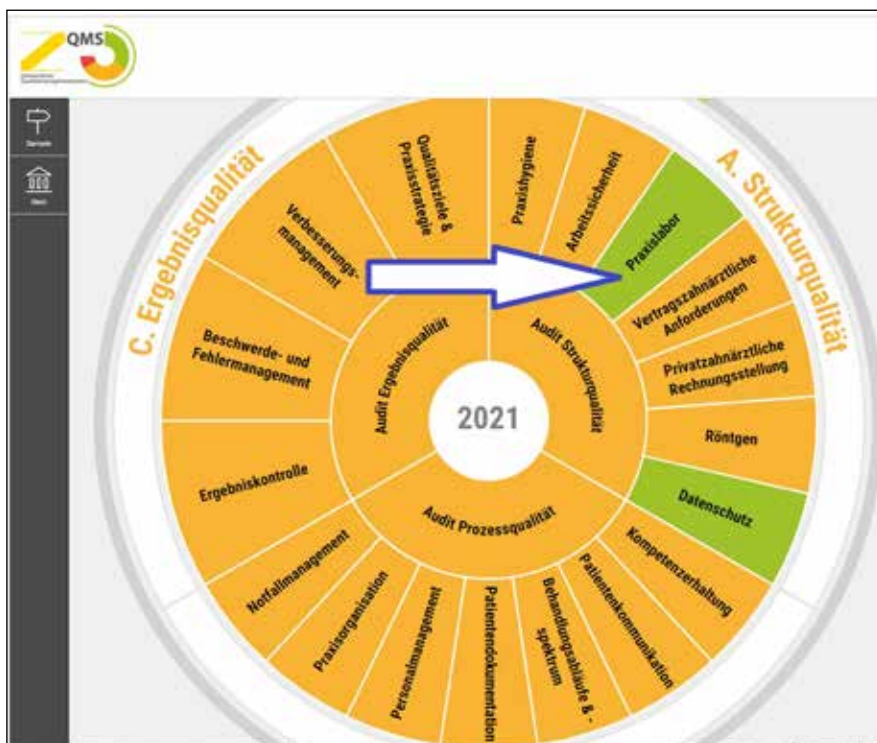 QMS
Startseite
C. Ergebnisqualität
A. Strukturqualität
Qualitätsziele &
Praxisstrategie
Praxishygiene
Arbeitssicherheit
Praxislabor
Vertragszahnärztliche
Anforderungen
Privatzahnärztliche
Rechnungsstellung
Röntgen
Datenschutz
Kompetenzerhaltung
Patientenkommunikation
Behandlungsabläufe & -
spektrum
Patientendokumentation
Personalmanagement
Praxisorganisation
Notfallmanagement
Ergebniskontrolle
Beschwerde- und
Fehlermanagement
Verbesserungs-
management
Audit Ergebnisqualität
Audit Strukturqualität
Audit Prozessqualität
2021